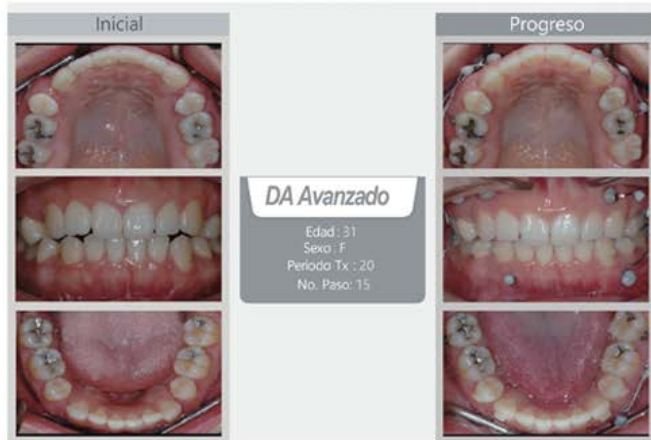 Inicial
Progreso
DA Avanzado
Edad : 31
Sexo : F
Periodo Tx : 20
No. Paso: 15